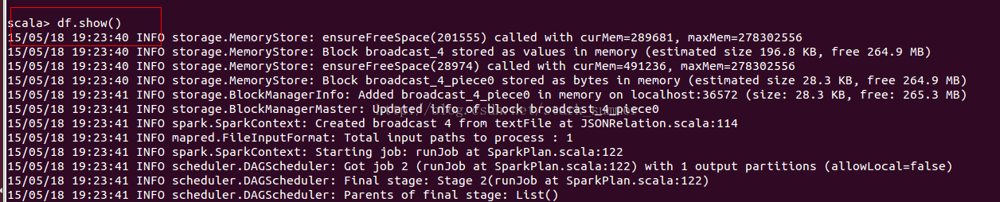 scala> df.show()
15/05/18 19:23:40 INFO storage.MemoryStore: ensureFreeSpace(201555) called with curMem=289681, maxMem=278302556
15/05/18 19:23:40 INFO storage.MemoryStore: Block broadcast_4 stored as values in memory (estimated size 196.8 KB, free 264.9 MB)
15/05/18 19:23:40 INFO storage.MemoryStore: ensureFreeSpace(28974) called with curMem=491236, maxMem=278302556
15/05/18 19:23:40 INFO storage.MemoryStore: Block broadcast_4_piece0 stored as bytes in memory (estimated size 28.3 KB, free 264.9 MB)
15/05/18 19:23:41 INFO storage.BlockManagerInfo: Added broadcast_4_piece0 in memory on localhost:36572 (size: 28.3 KB, free: 265.3 MB)
15/05/18 19:23:41 INFO storage.BlockManagerMaster: Updated info of block broadcast_4_piece0
http://blog.csdn.net/stark_summer
15/05/18 19:23:41 INFO spark.SparkContext: Created broadcast 4 from textFile at JSONRelation.scala:114
15/05/18 19:23:41 INFO mapred.FileInputFormat: Total input paths to process : 1
15/05/18 19:23:41 INFO spark.SparkContext: Starting job: runJob at SparkPlan.scala:122
15/05/18 19:23:41 INFO scheduler.DAGScheduler: Got job 2 (runJob at SparkPlan.scala:122) with 1 output partitions (allowLocal=false)
15/05/18 19:23:41 INFO scheduler.DAGScheduler: Final stage: Stage 2(runJob at SparkPlan.scala:122)
15/05/18 19:23:41 INFO scheduler.DAGScheduler: Parents of final stage: List()